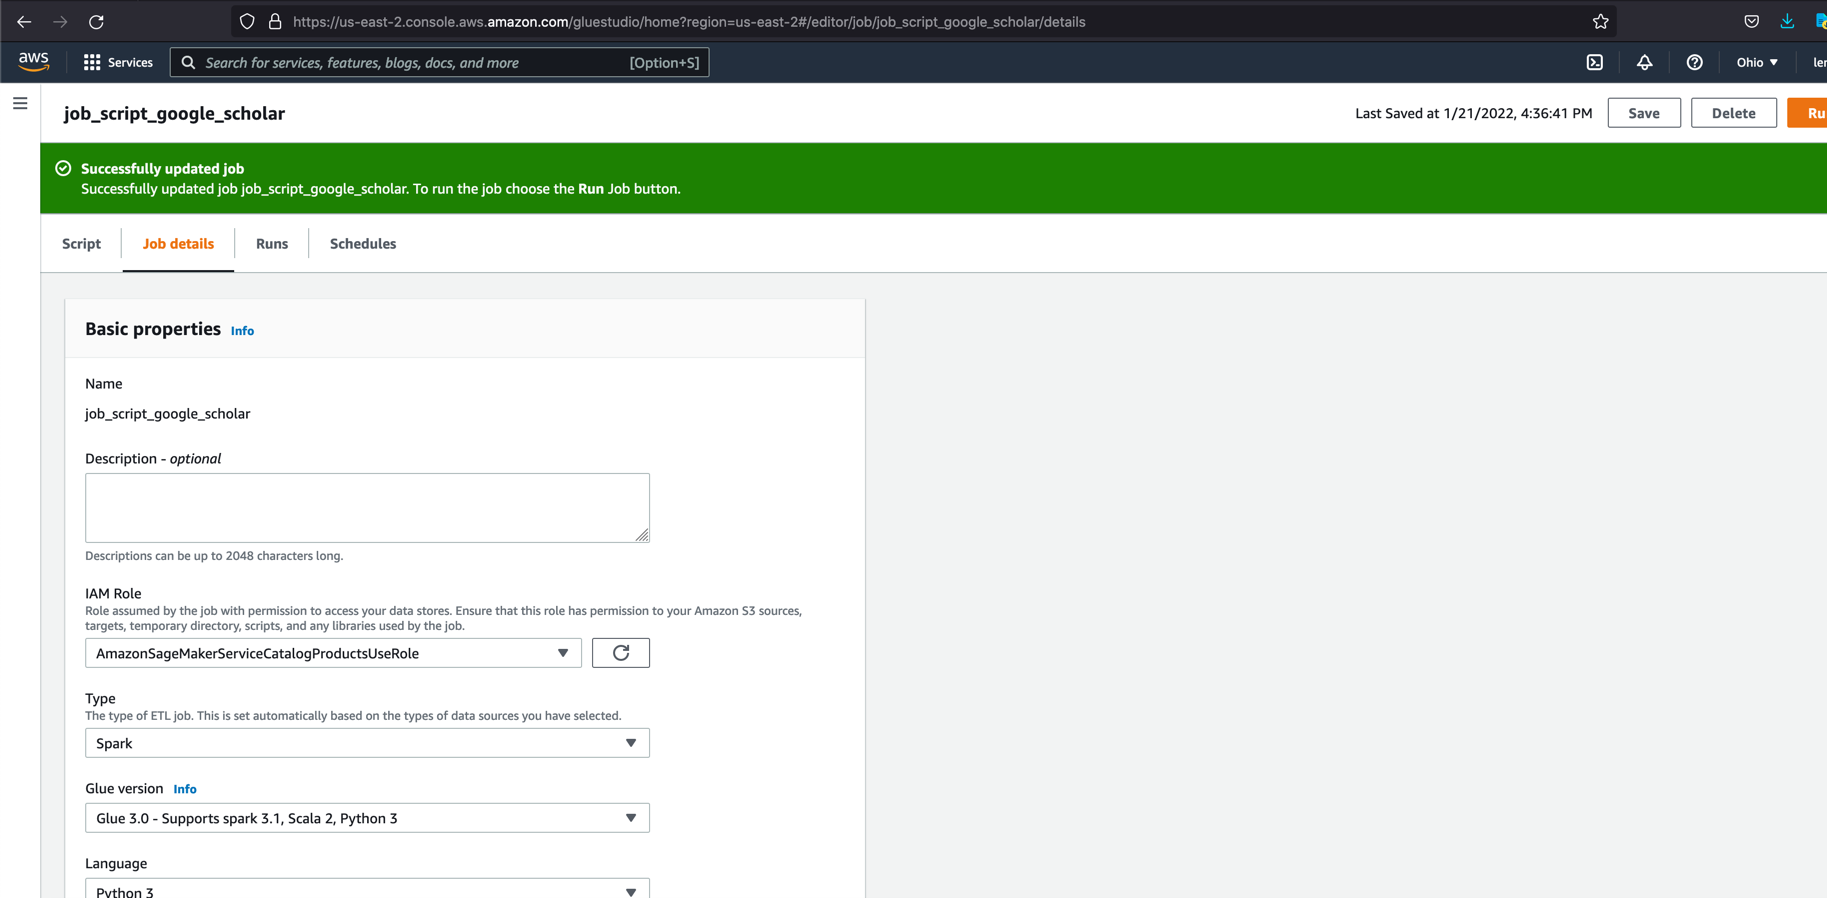 https://us-east-2.console.aws.amazon.com/gluestudio/home?region=us-east-2#/editor/job/job_script_google_scholar/details
aws
Services
Search for services, features, blogs, docs, and more
[Option+S]
Ohio
job_script_google_scholar
Last Saved at 1/21/2022, 4:36:41 PM
Save
Delete
Ru
Successfully updated job
Successfully updated job job_script_google_scholar. To run the job choose the Run Job button.
Script
Job details
Runs
Schedules
Basic properties Info
Name
job_script_google_scholar
Description - optional
Descriptions can be up to 2048 characters long.
IAM Role
Role assumed by the job with permission to access your data stores. Ensure that this role has permission to your Amazon S3 sources,
targets, temporary directory, scripts, and any libraries used by the job.
AmazonSageMakerServiceCatalogProductsUseRole
Type
The type of ETL job. This is set automatically based on the types of data sources you have selected.
Spark
Glue version Info
Glue 3.0 - Supports spark 3.1, Scala 2, Python 3
Language
Python 3